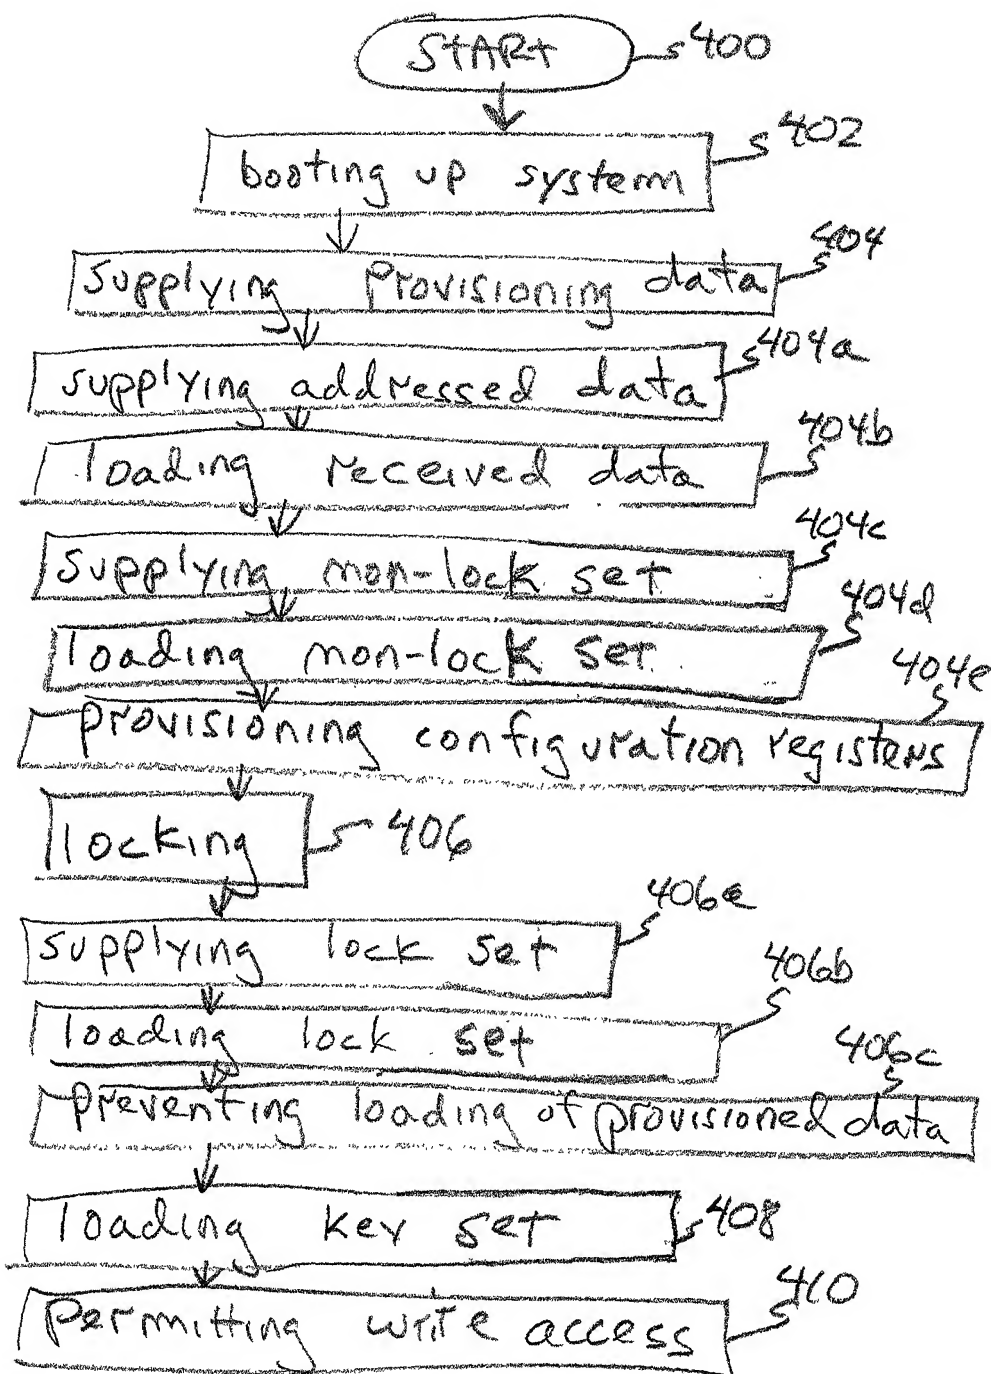 START 400
402
booting up system
404
supplying provisioning data
404a
supplying addressed data
404b
loading received data
404c
supplying non-lock set
404d
loading non-lock set
404e
provisioning configuration registers
locking 406
406a
supplying lock set
406b
loading lock set
406c
preventing loading of provisioned data
loading key set 408
410
permitting write access